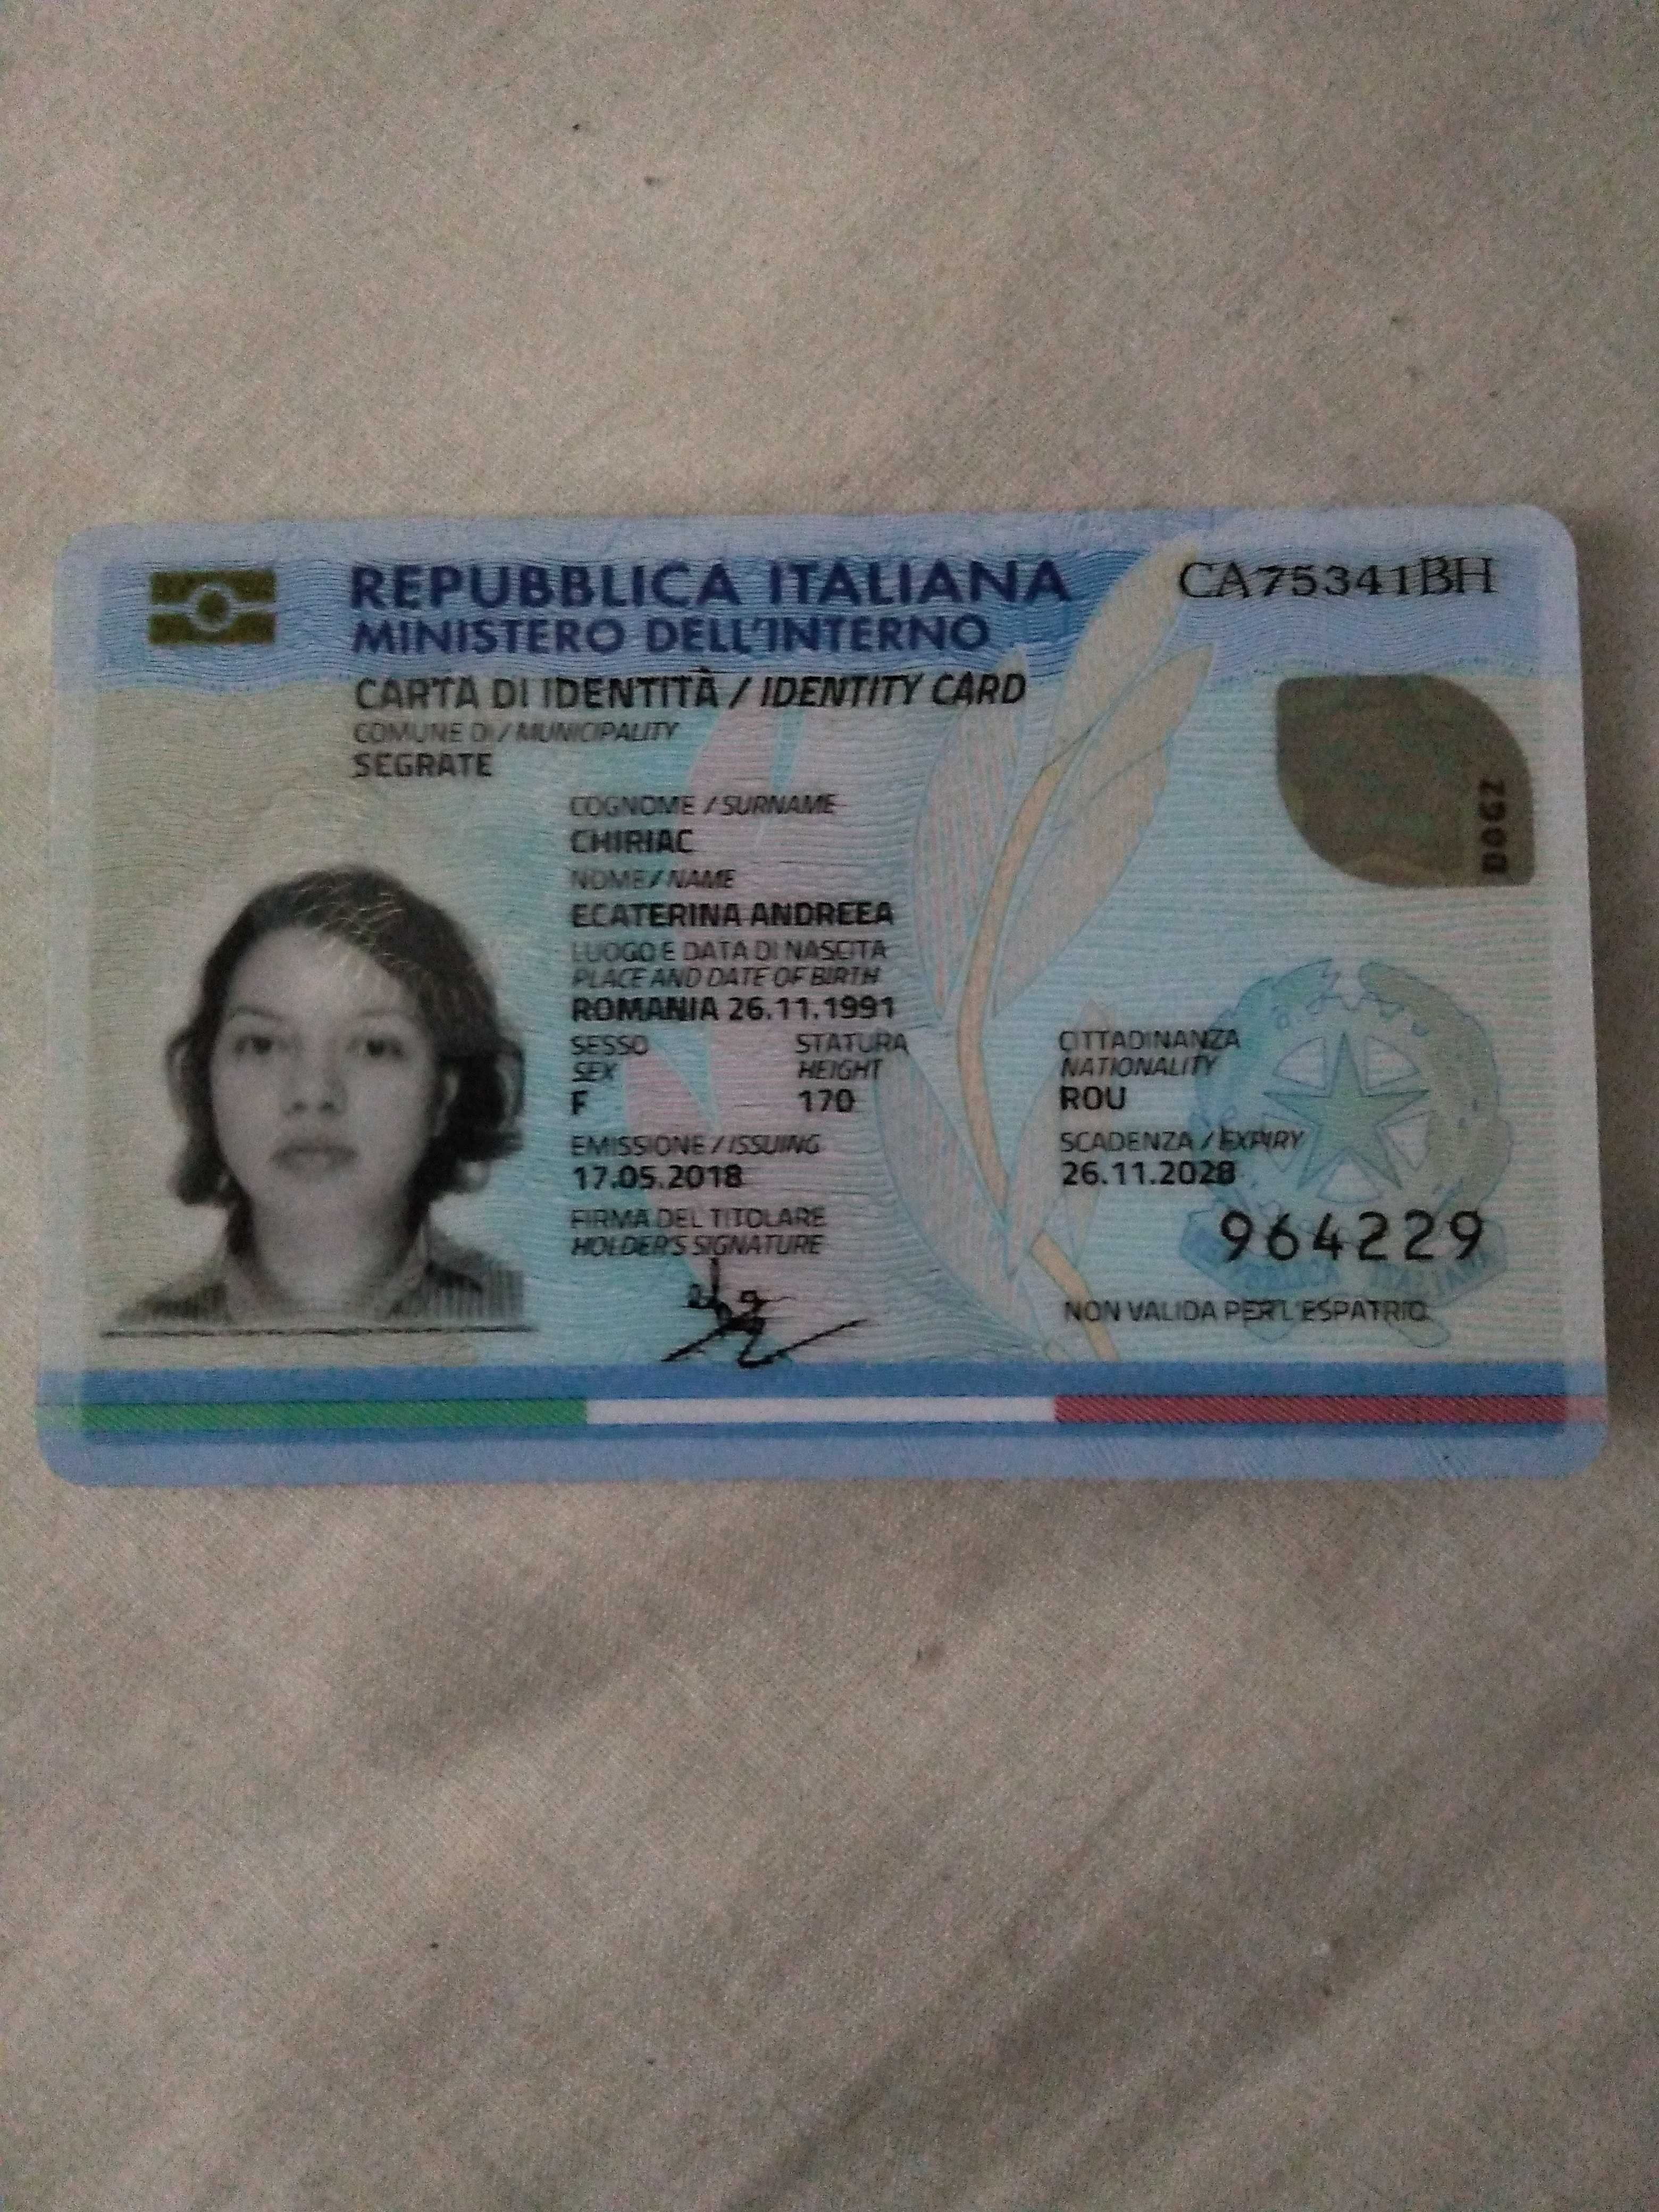 REPUBBLICA ITALIANA
CA75341BH
MINISTERO DELL'INTERNO
CARTA DI IDENTITÀ / IDENTITY CARD
COMUNE DI / MUNICIPALITY
SEGRATE
COGNOME / SURNAME
CHIRIAC
NOME / NAME
ECATERINA ANDREEA
LUOGO E DATA DI NASCITA
PLACE AND DATE OF BIRTH
ROMANIA 26.11.1991
SESSO STATURA CITTADINANZA
SEX HEIGHT NATIONALITY
F 170 ROU
EMISSIONE / ISSUING SCADENZA / EXPIRY
17.05.2018 26.11.2028
FIRMA DEL TITOLARE
HOLDER'S SIGNATURE
964229
NON VALIDA PER L'ESPATRIO.